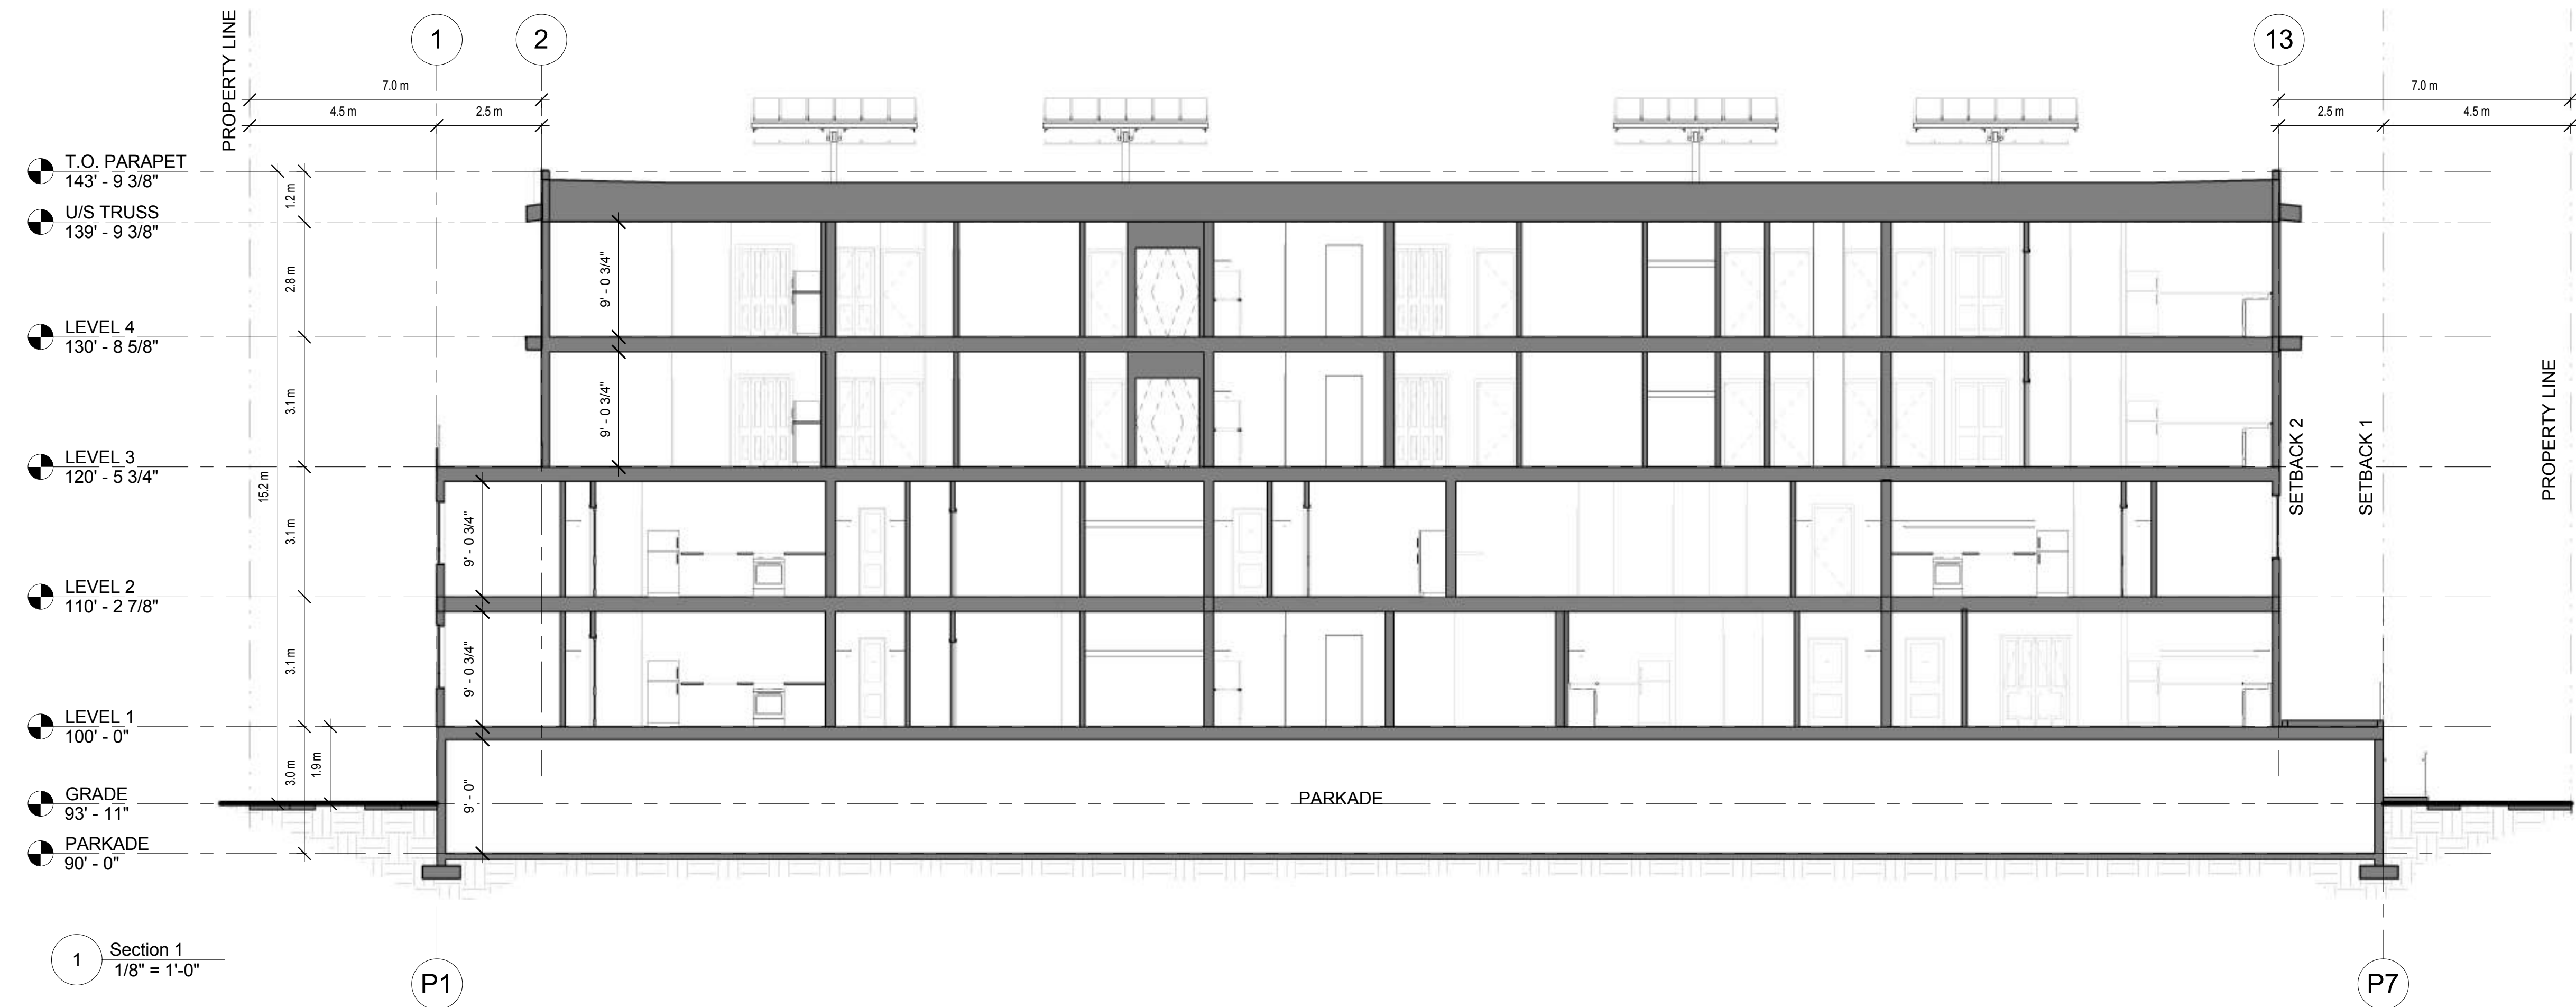 PROPERTY LINE
1
2
13
7.0 m
4.5 m
2.5 m
7.0 m
2.5 m
4.5 m
T.O. PARAPET
143' - 9 3/8"
1.2 m
U/S TRUSS
139' - 9 3/8"
2.8 m
9' - 0 3/4"
LEVEL 4
130' - 8 5/8"
3.1 m
9' - 0 3/4"
LEVEL 3
120' - 5 3/4"
15.2 m
3.1 m
9' - 0 3/4"
SETBACK 2
SETBACK 1
PROPERTY LINE
LEVEL 2
110' - 2 7/8"
3.1 m
9' - 0 3/4"
LEVEL 1
100' - 0"
3.0 m
1.9 m
9' - 0"
GRADE
93' - 11"
PARKADE
PARKADE
90' - 0"
1
Section 1
1/8" = 1'-0"
P1
P7